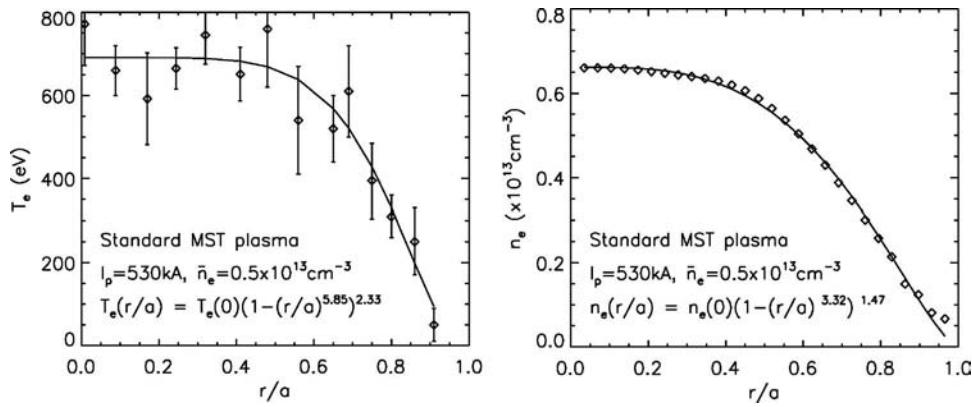 800
600
400
200
0
T_e (eV)
Standard MST plasma
I_p=530kA, n̄_e=0.5x10^13cm^-3
T_e(r/a) = T_e(0)(1-(r/a)^5.85)^2.33
0.0 0.2 0.4 0.6 0.8 1.0
r/a
0.8
0.6
0.4
0.2
0.0
n_e (x10^13cm^-3)
Standard MST plasma
I_p=530kA, n̄_e=0.5x10^13cm^-3
n_e(r/a) = n_e(0)(1-(r/a)^3.32)^1.47
0.0 0.2 0.4 0.6 0.8 1.0
r/a